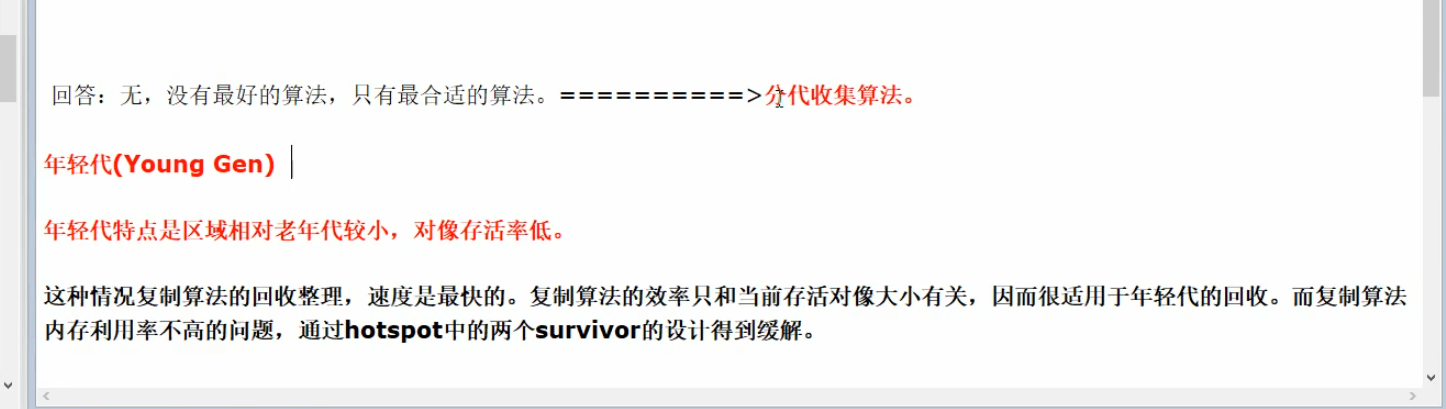 回答：无，没有最好的算法，只有最合适的算法。==========>分代收集算法。
年轻代(Young Gen)
年轻代特点是区域相对老年代较小，对像存活率低。
这种情况复制算法的回收整理，速度是最快的。复制算法的效率只和当前存活对像大小有关，因而很适用于年轻代的回收。而复制算法
内存利用率不高的问题，通过hotspot中的两个survivor的设计得到缓解。